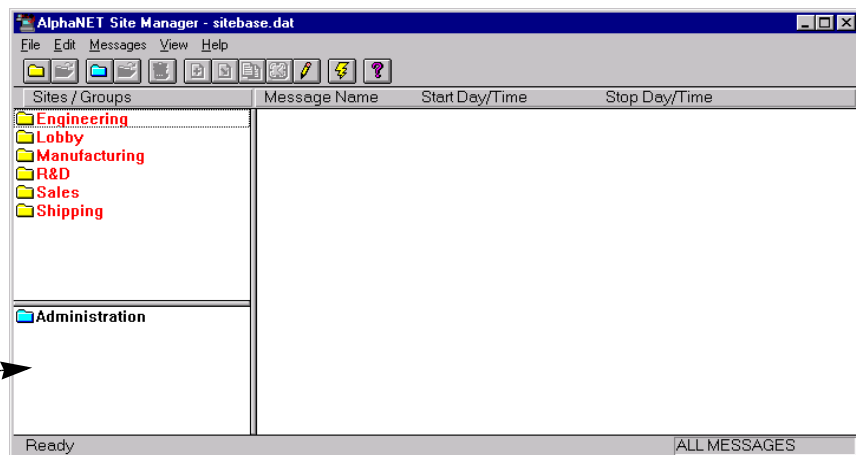 AlphaNET Site Manager - sitebase.dat
File Edit Messages View Help
Sites / Groups Message Name Start Day/Time Stop Day/Time
Engineering
Lobby
Manufacturing
R&D
Sales
Shipping
Administration
Ready ALL MESSAGES